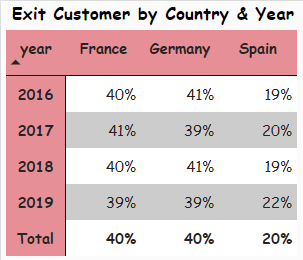 Exit Customer by Country & Year
year France Germany Spain
2016 40% 41% 19%
2017 41% 39% 20%
2018 40% 41% 19%
2019 39% 39% 22%
Total 40% 40% 20%